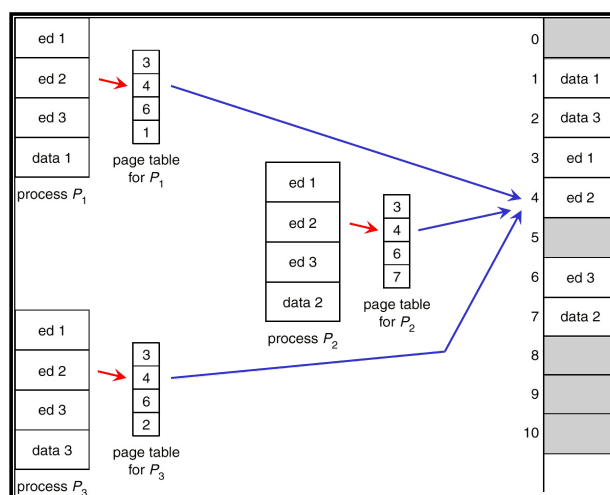 ed 1
ed 2
ed 3
data 1
process P1
3
4
6
1
page table
for P1
ed 1
ed 2
ed 3
data 2
process P2
3
4
6
7
page table
for P2
ed 1
ed 2
ed 3
data 3
process P3
3
4
6
2
page table
for P3
0
1 data 1
2 data 3
3 ed 1
4 ed 2
5
6 ed 3
7 data 2
8
9
10